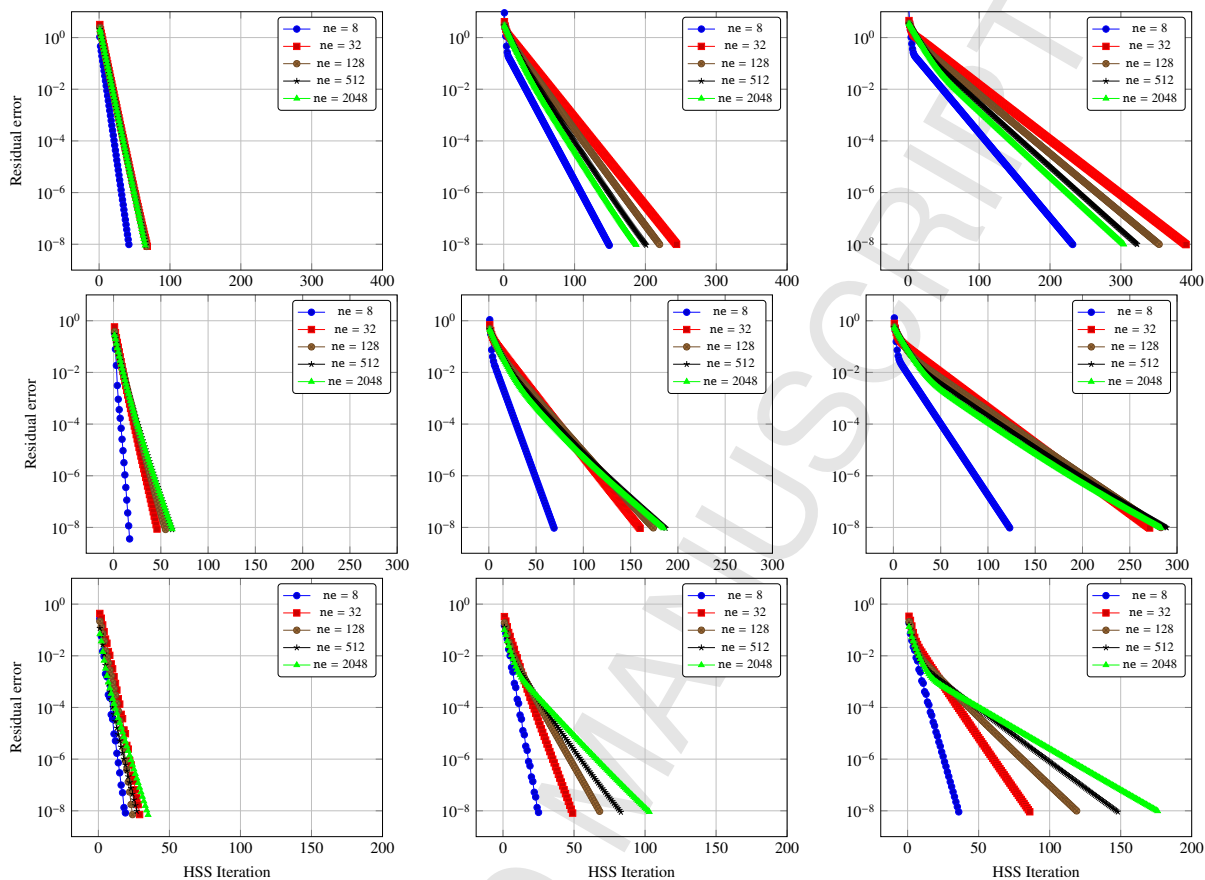 ne = 8
ne = 32
ne = 128
ne = 512
ne = 2048
10^0
10^−2
10^−4
10^−6
10^−8
Residual error
0 100 200 300 400
ne = 8
ne = 32
ne = 128
ne = 512
ne = 2048
10^0
10^−2
10^−4
10^−6
10^−8
0 100 200 300 400
ne = 8
ne = 32
ne = 128
ne = 512
ne = 2048
10^0
10^−2
10^−4
10^−6
10^−8
0 100 200 300 400
ne = 8
ne = 32
ne = 128
ne = 512
ne = 2048
10^0
10^−2
10^−4
10^−6
10^−8
Residual error
0 50 100 150 200 250 300
ne = 8
ne = 32
ne = 128
ne = 512
ne = 2048
10^0
10^−2
10^−4
10^−6
10^−8
0 50 100 150 200 250 300
ne = 8
ne = 32
ne = 128
ne = 512
ne = 2048
10^0
10^−2
10^−4
10^−6
10^−8
0 50 100 150 200 250 300
ne = 8
ne = 32
ne = 128
ne = 512
ne = 2048
10^0
10^−2
10^−4
10^−6
10^−8
Residual error
0 50 100 150 200
HSS Iteration
ne = 8
ne = 32
ne = 128
ne = 512
ne = 2048
10^0
10^−2
10^−4
10^−6
10^−8
0 50 100 150 200
HSS Iteration
ne = 8
ne = 32
ne = 128
ne = 512
ne = 2048
10^0
10^−2
10^−4
10^−6
10^−8
0 50 100 150 200
HSS Iteration
MANUSCRIPT